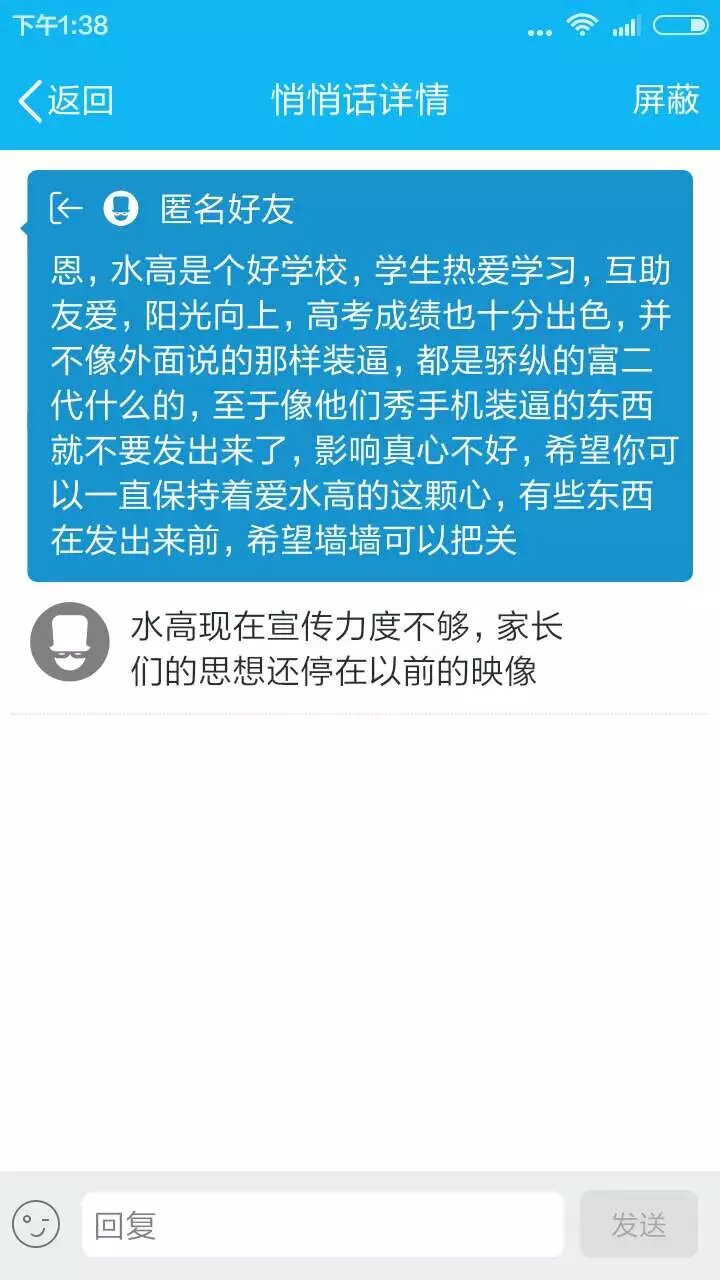 下午1:38
返回
悄悄话详情
屏蔽
匿名好友
恩，水高是个好学校，学生热爱学习，互助
友爱，阳光向上，高考成绩也十分出色，并
不像外面说的那样装逼，都是骄纵的富二
代什么的，至于像他们秀手机装逼的东西
就不要发出来了，影响真心不好，希望你可
以一直保持着爱水高的这颗心，有些东西
在发出来前，希望墙墙可以把关
水高现在宣传力度不够，家长
们的思想还停在以前的映像
回复
发送